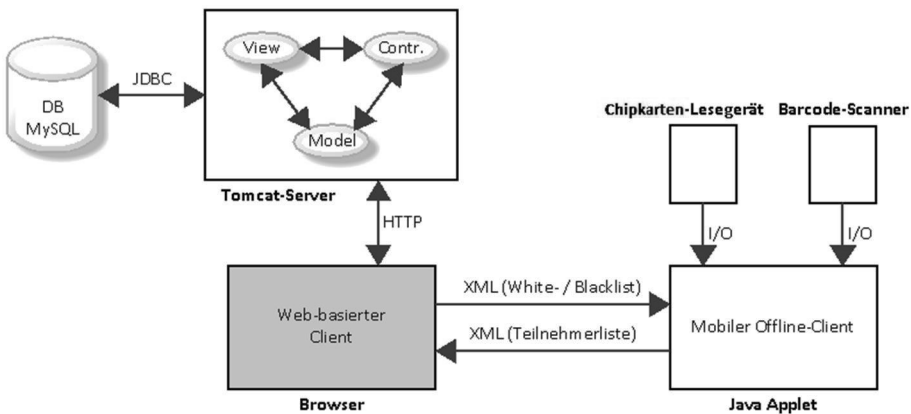 View
Contr.
Model
JDBC
DB
MySQL
Tomcat-Server
HTTP
Chipkarten-Lesegerät
Barcode-Scanner
I/O
I/O
Web-basierter
Client
XML (White- / Blacklist)
XML (Teilnehmerliste)
Mobiler Offline-Client
Browser
Java Applet